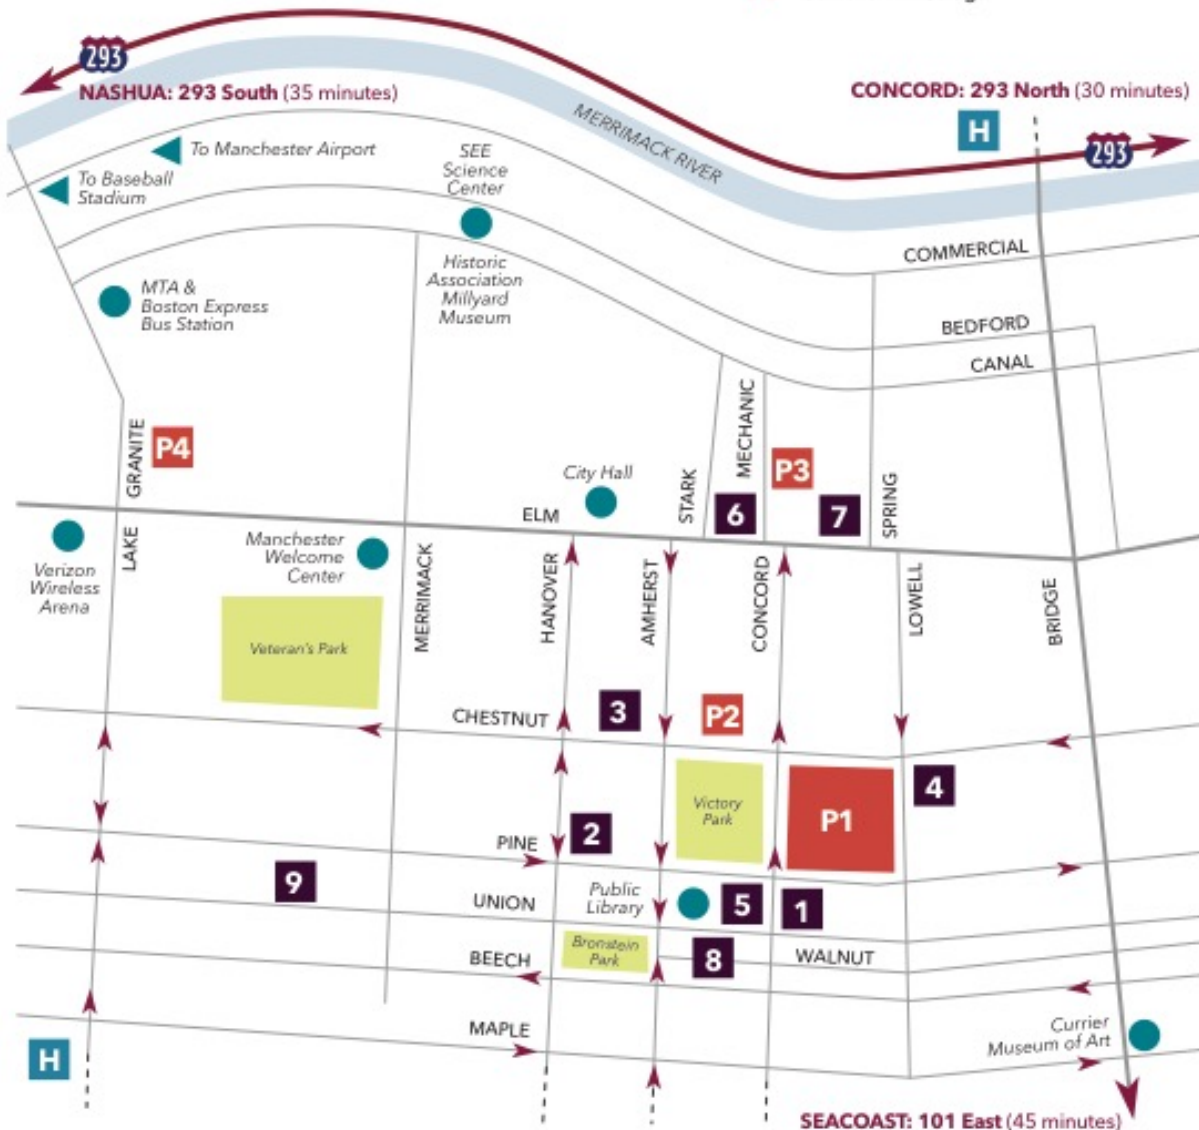 293
NASHUA: 293 South (35 minutes)
CONCORD: 293 North (30 minutes)
H
293
MERRIMACK RIVER
To Manchester Airport
To Baseball
Stadium
SEE
Science
Center
Historic
Association
Millyard
Museum
MTA &
Boston Express
Bus Station
COMMERCIAL
BEDFORD
CANAL
GRANITE
P4
City Hall
STARK
MECHANIC
P3
6
7
SPRING
ELM
Verizon
Wireless
Arena
LAKE
Manchester
Welcome
Center
MERRIMACK
HANOVER
AMHERST
CONCORD
LOWELL
BRIDGE
Veteran's Park
CHESTNUT
3
P2
Victory
Park
P1
4
2
PINE
9
UNION
Public
Library
5
1
BEECH
Bronstein
Park
8
WALNUT
MAPLE
Currier
Museum of Art
H
SEACOAST: 101 East (45 minutes)